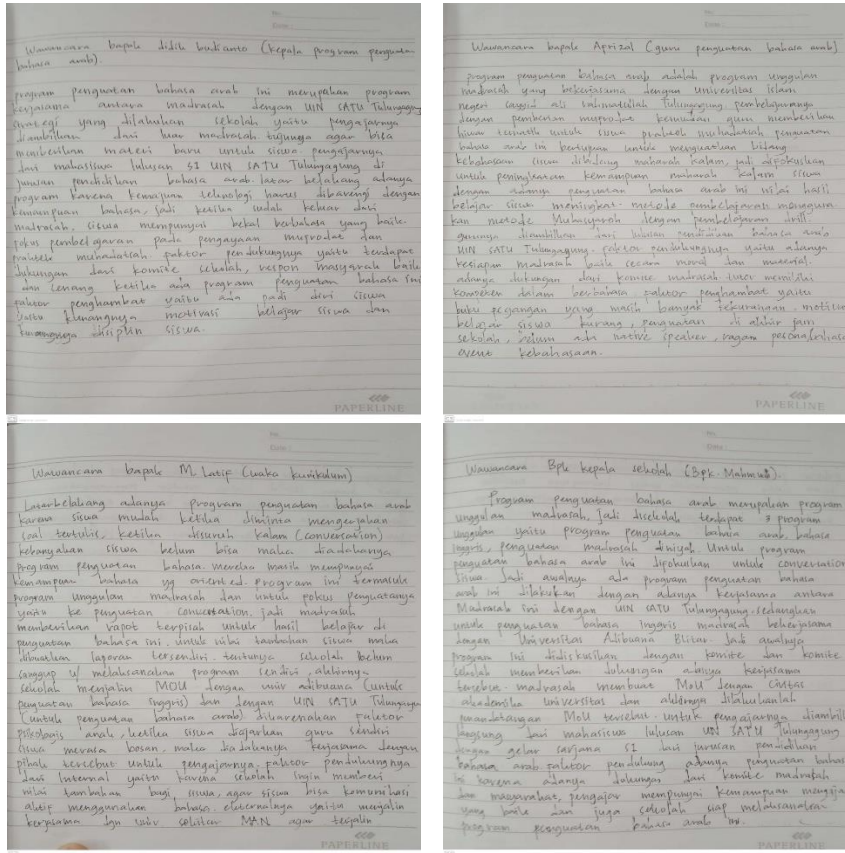 Wawancara bapak didik budianto (kepala program penguatan
bahasa arab).
program penguatan bahasa arab ini merupakan program
kerjasama antara madrasah dengan UIN SATU Tulungagung
strategi yang dilakukan sekolah yaitu pengajarnya
diambilkan dari luar madrasah tujunya agar bisa
memberikan materi baru untuk siswa. pengajarnya
dari mahasiswa lulusan S1 UIN SATU Tulungagung di
jurusan pendidikan bahasa arab. latar belakang adanya
program karena kemajuan teknologi harus dibarengi dengan
kemampuan bahasa, jadi ketika sudah keluar dari
madrasah, siswa mempunyai bekal berbahasa yang baik.
fokus pembelajaran pada pengayaan mufrodat dan
praktek muhadatsah. faktor pendukungnya yaitu terdapat
dukungan dari komite sekolah, respon masyarakat baik
dan senang ketika ada program penguatan bahasa ini
faktor penghambat yaitu ada pada diri siswa
yaitu kurangnya motivasi belajar siswa dan
kurangnya disiplin siswa.
PAPERLINE
Wawancara bapak Aprizal (guru penguatan bahasa arab)
program penguatan bahasa arab adalah program unggulan
madrasah yang bekerjasama dengan universitas islam
negeri sayyid ali rahmatullah Tulungagung pembelajaranya
dengan pemberian mufrodat kemudian guru memberikan
untuk siswa praktek muhadatsah penguatan
bahasa arab ini bertujuan untuk menguatkan bidang
kebahasaan siswa dibidang maharah kalam, jadi difokuskan
untuk peningkatan kemampuan maharah kalam siswa
dengan adanya penguatan bahasa arab ini nilai hasil
belajar siswa meningkat. metode pembelajaran mengguna-
kan metode Mubasyaroh dengan pembelajaran drill
gurunya diambilkan dari lulusan pendidikan bahasa arab
UIN SATU Tulungagung. faktor pendukungnya yaitu adanya
kesiapan madrasah baik secara moral dan material.
adanya dukungan dari komite madrasah tutor memiliki
kompeten dalam berbahasa faktor penghambat yaitu
buku pegangan yang masih banyak kekurangan. motivasi
belajar siswa kurang, penguatan di akhir jam
sekolah, belum ada native speaker, ragam
event kebahasaan.
PAPERLINE
Wawancara bapak M. Latif (waka kurikulum)
Latarbelakang adanya program penguatan bahasa arab
karena siswa mudah ketika diminta mengerjakan
soal tertulis, ketika disuruh kalam (conversation)
kebanyakan siswa belum bisa maka diadakanya
program penguatan bahasa. mereka masih mempunyai
kemampuan bahasa yg oriented. program ini termasuk
program unggulan madrasah dan untuk fokus penguatanya
yaitu ke penguatan conversation. jadi madrasah
memberikan rapot terpisah untuk hasil belajar di
penguatan bahasa ini. untuk nilai tambahan siswa maka
dibuatkan laporan tersendiri. tentunya sekolah belum
sanggup u/ melaksanakan program sendiri, akhirnya
sekolah menjalin MOU dengan univ adibuana (untuk
penguatan bahasa inggris) dan dengan UIN SATU Tulungagung
(untuk penguatan bahasa arab) dikarenakan faktor
psikologis anak, ketika siswa diajarkan guru sendiri
siswa merasa bosan, maka diadakanya kerjasama dengan
pihak tersebut untuk pengajarnya. faktor pendukungnya
dari internal yaitu karena sekolah ingin memberi
nilai tambahan bagi siswa, agar siswa bisa komunikasi
aktif menggunakan bahasa. eksternalnya yaitu menjalin
kerjasama dgn univ sekitar MAN agar terjalin
PAPERLINE
Wawancara Bpk kepala sekolah (Bpk. Mahmud).
Program penguatan bahasa arab merupakan program
unggulan madrasah. jadi disekolah terdapat 3 program
unggulan yaitu program penguatan bahasa arab, bahasa
inggris, penguatan madrasah diniyah. Untuk program
penguatan bahasa arab ini difokuskan untuk conversation
siswa. Jadi awalnya ada program penguatan bahasa
arab ini dilakukan dengan adanya kerjasama antara
Madrasah ini dengan UIN SATU Tulungagung. sedangkan
untuk penguatan bahasa inggris madrasah bekerjasama
dengan Universitas Adibuana Blitar. Jadi awalnya
program ini didiskusikan dengan komite dan komite
sekolah memberikan dukungan adanya kerjasama
tersebut. madrasah membuat MoU dengan Civitas
akademika universitas dan akhirnya dilakukanlah
penandatangan MoU tersebut. untuk pengajarnya diambil
langsung dari mahasiswa lulusan UIN SATU Tulungagung
dengan gelar sarjana S1 dari jurusan pendidikan
Bahasa arab. faktor pendukung adanya penguatan bahasa
ini karena adanya dukungan dari komite madrasah
dan masyarakat, pengajar mempunyai kemampuan mengajar
yang baik dan juga sekolah siap melaksanakan
program penguatan bahasa arab ini.
PAPERLINE